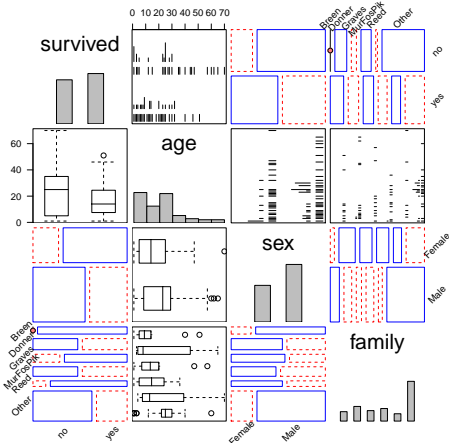 0 10 20 30 40 50 60 70
Breen
Donner
Graves
MurFosPik
Reed
Other
survived
no
yes
60
40
20
0
age
sex
Female
Male
Breen
Donner
Graves
MurFosPik
Reed
Other
family
no
yes
Female
Male